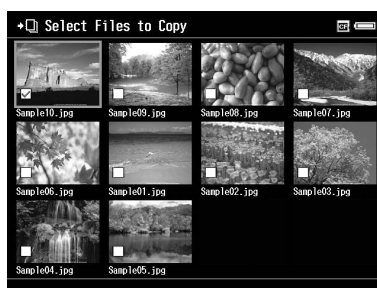 Select Files to Copy
CF
Sample10.jpg Sample09.jpg Sample08.jpg Sample07.jpg
Sample06.jpg Sample01.jpg Sample02.jpg Sample03.jpg
Sample04.jpg Sample05.jpg